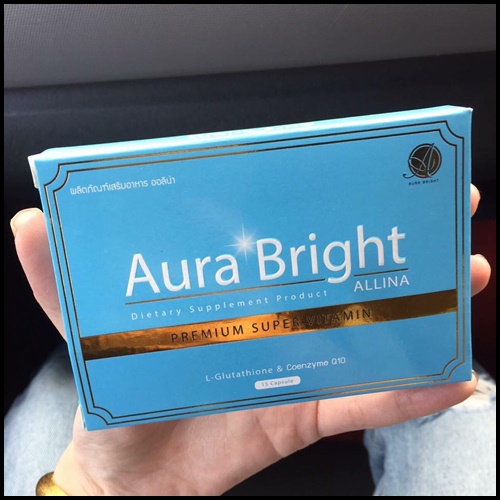 ผลิตภัณฑ์เสริมอาหาร ออลิน่า
AURA BRIGHT
Aura Bright
ALLINA
Dietary Supplement Product
PREMIUM SUPER VITAMIN
L-Glutathione & Coenzyme Q10
15 Capsule